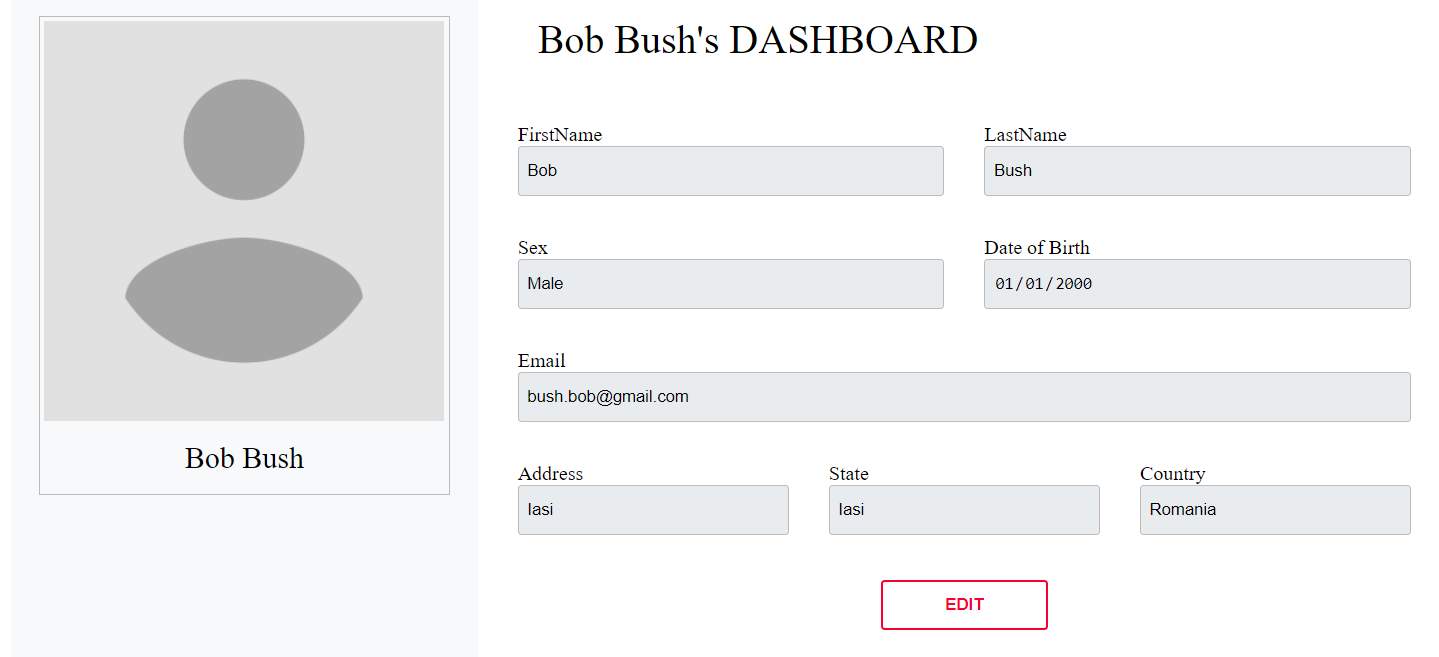 Bob Bush's DASHBOARD
Bob Bush
FirstName
Bob
LastName
Bush
Sex
Male
Date of Birth
01/01/2000
Email
bush.bob@gmail.com
Address
Iasi
State
Iasi
Country
Romania
EDIT